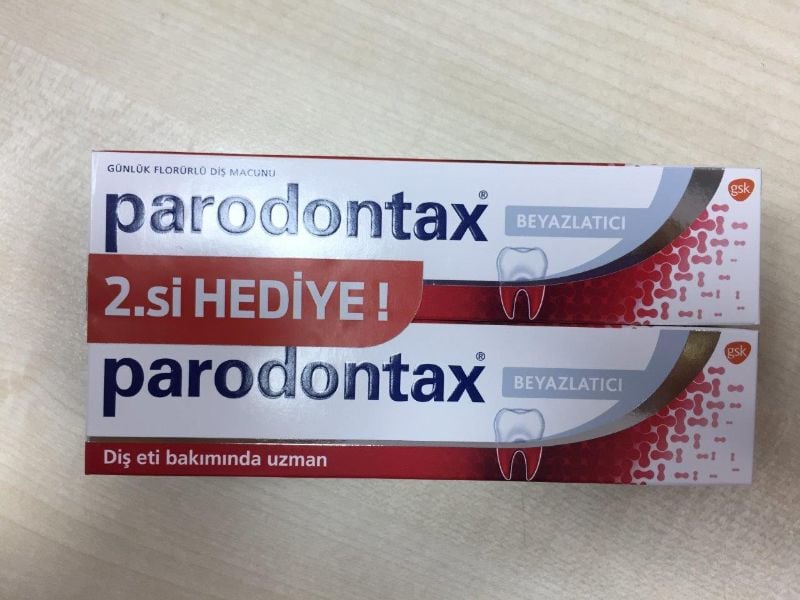 GÜNLÜK FLORÜRLÜ DİŞ MACUNU
parodontax®
BEYAZLATICI
gsk
2.si HEDİYE !
parodontax®
BEYAZLATICI
gsk
Diş eti bakımında uzman